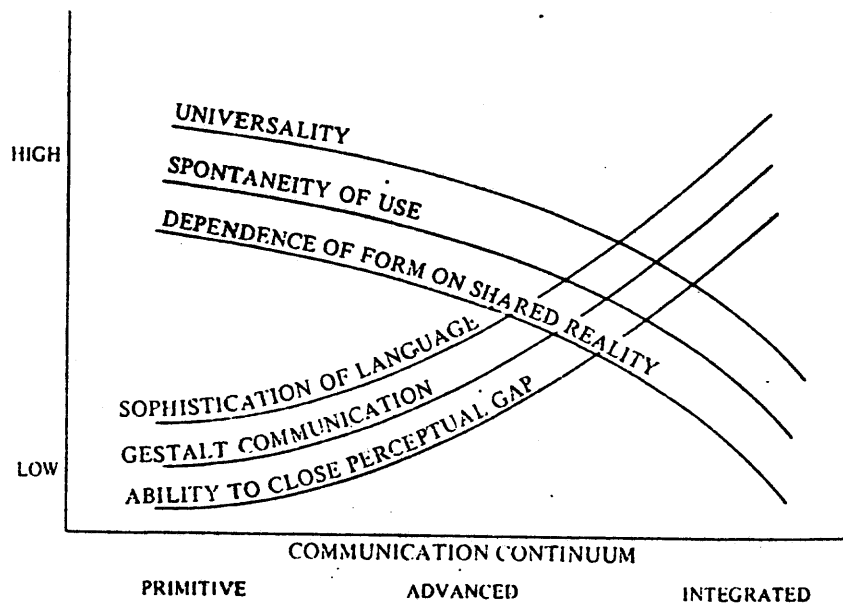 UNIVERSALITY
HIGH
SPONTANEITY OF USE
DEPENDENCE OF FORM ON SHARED REALITY
SOPHISTICATION OF LANGUAGE
GESTALT COMMUNICATION
ABILITY TO CLOSE PERCEPTUAL GAP
LOW
COMMUNICATION CONTINUUM
PRIMITIVE ADVANCED INTEGRATED